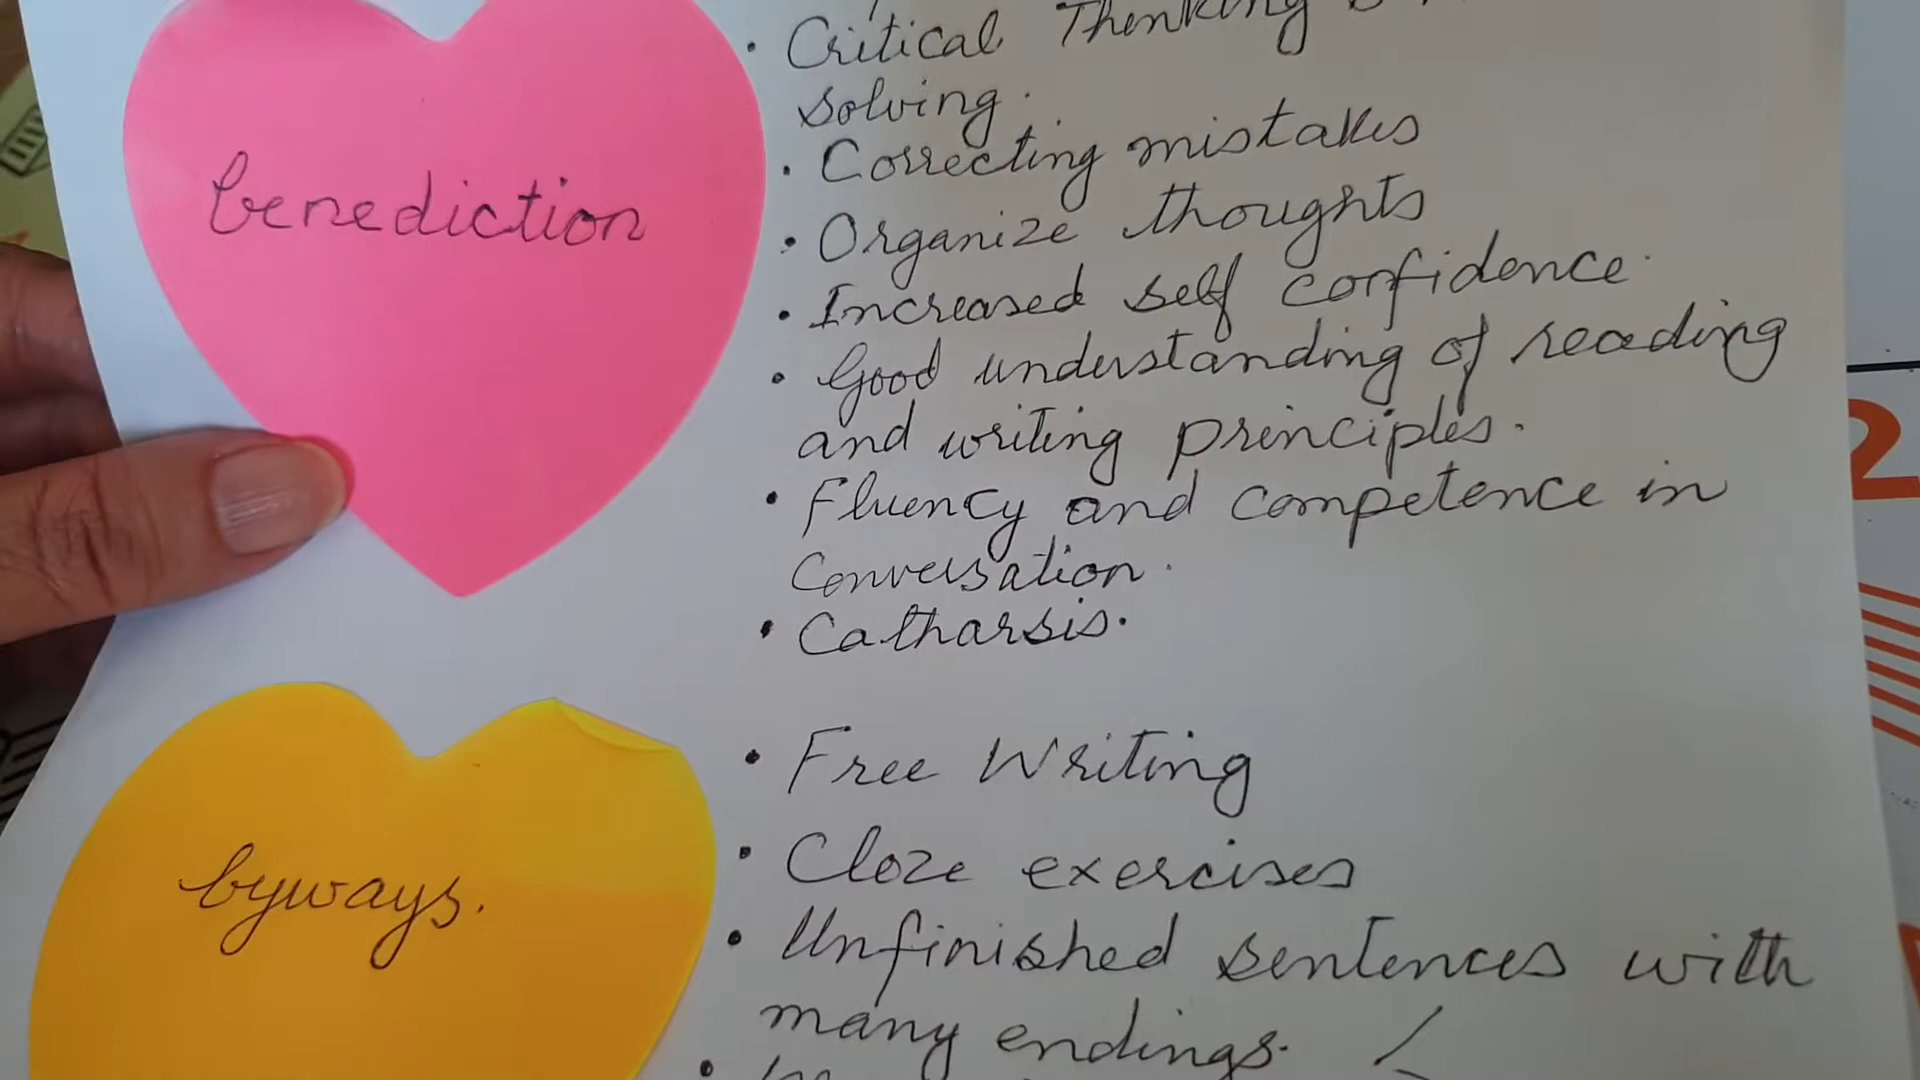 benediction
• Critical Thinking
solving.
• Correcting mistakes
• Organize thoughts
• Increased self confidence.
• Good understanding of reading
and writing principles.
• Fluency and competence in
Conversation.
• Catharsis.
byways.
• Free Writing
• Cloze exercises
• Unfinished sentences with
many endings.
2